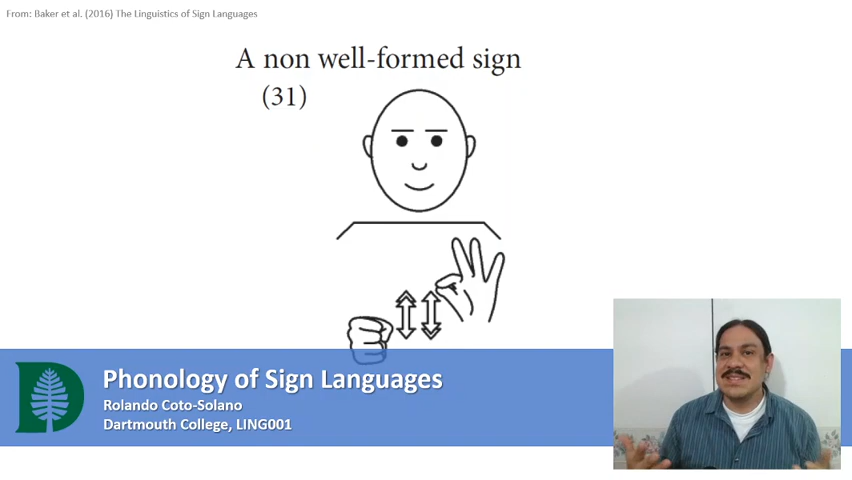 From: Baker et al. (2016) The Linguistics of Sign Languages
A non well-formed sign
(31)
Phonology of Sign Languages
Rolando Coto-Solano
Dartmouth College, LING001